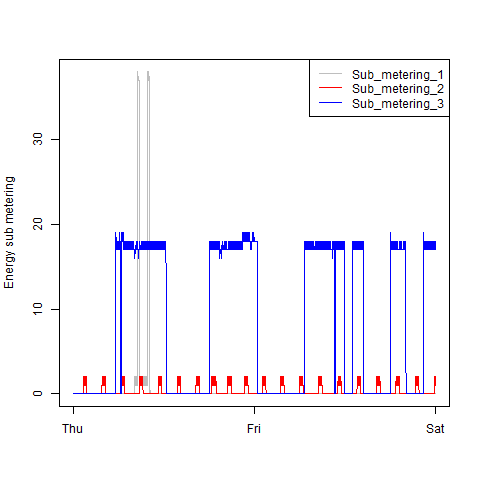 Sub_metering_1
Sub_metering_2
Sub_metering_3
Energy sub metering
30
20
10
0
Thu Fri Sat